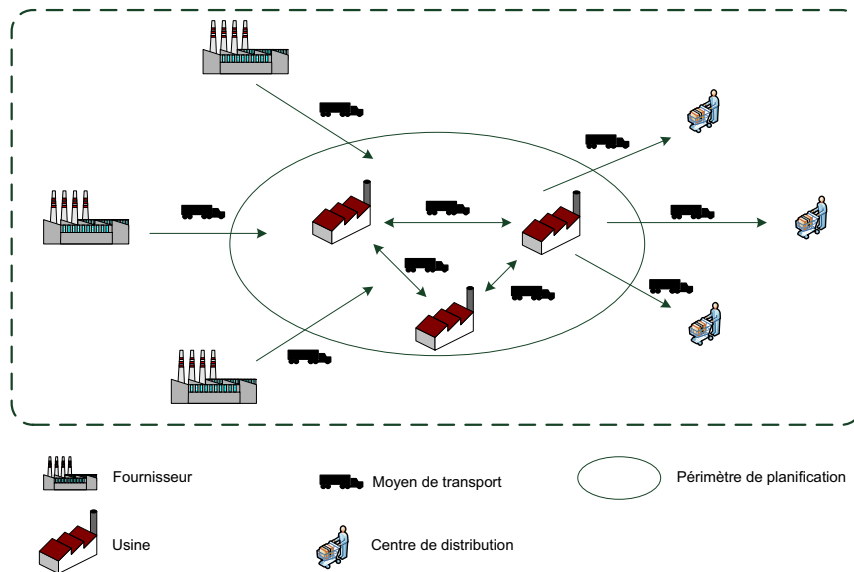 Fournisseur
Moyen de transport
Périmètre de planification
Usine
Centre de distribution